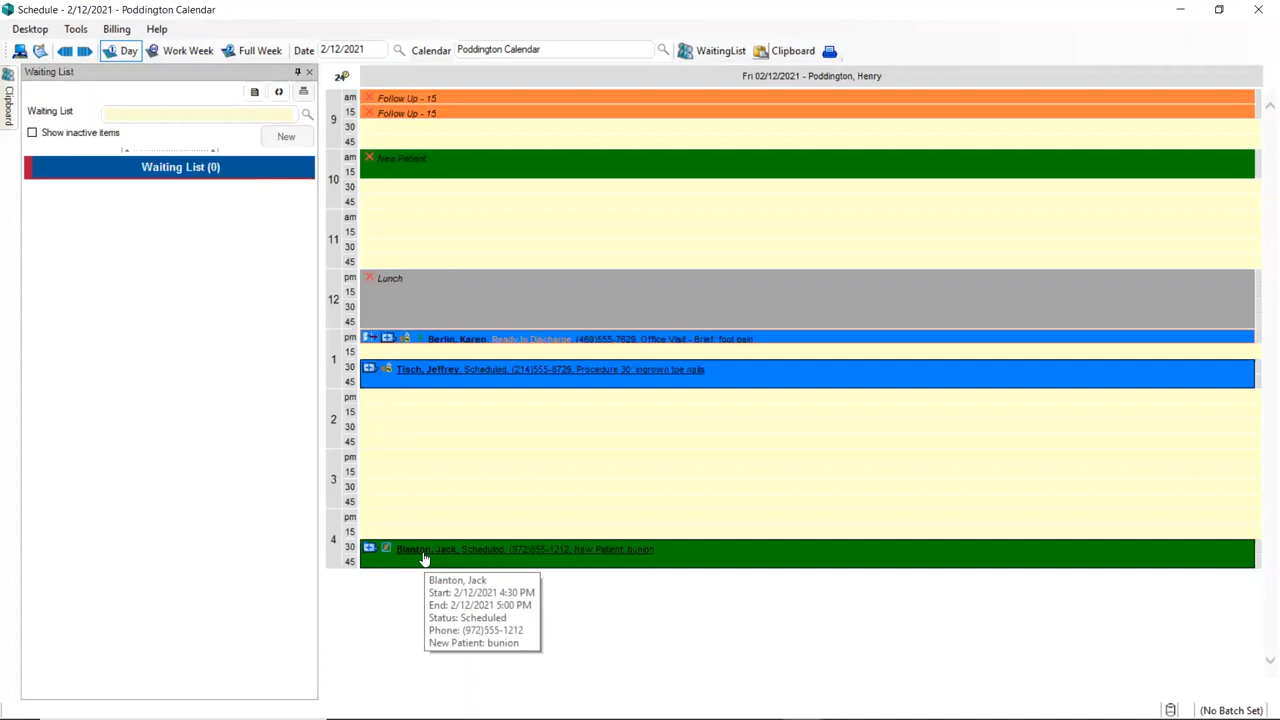 Schedule - 2/12/2021 - Poddington Calendar
Desktop Tools Billing Help
Day Work Week Full Week Date 2/12/2021 Calendar Poddington Calendar WaitingList Clipboard
Clipboard
Waiting List
Waiting List
Show inactive items
New
Waiting List (0)
24
Fri 02/12/2021 - Poddington, Henry
9 am Follow Up - 15
15 Follow Up - 15
30
45
10 am New Patient
15
30
45
11 am
15
30
45
12 pm Lunch
15
30
45
1 pm Berlin, Karen, Ready to Discharge, (469)555-7629, Office Visit - Brief: foot pain
15
30 Tisch, Jeffrey, Scheduled, (214)555-8729, Procedure 30: ingrown toe nails
45
2 pm
15
30
45
3 pm
15
30
45
4 pm
15
30 Blanton, Jack, Scheduled, (972)555-1212, New Patient: bunion
45
Blanton, Jack
Start: 2/12/2021 4:30 PM
End: 2/12/2021 5:00 PM
Status: Scheduled
Phone: (972)555-1212
New Patient: bunion
(No Batch Set)